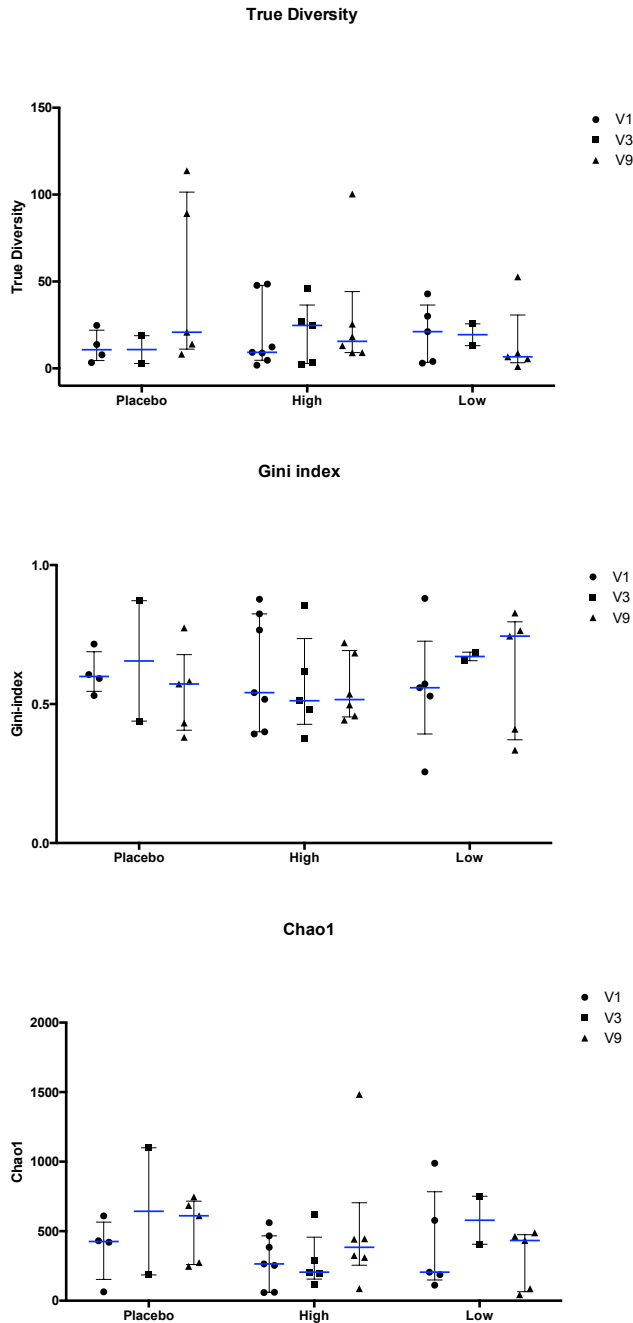 True Diversity
150
100
50
0
True Diversity
Placebo
High
Low
V1
V3
V9
Gini index
1.0
0.5
0.0
Gini-index
Placebo
High
Low
V1
V3
V9
Chao1
2000
1500
1000
500
0
Chao1
Placebo
High
Low
V1
V3
V9